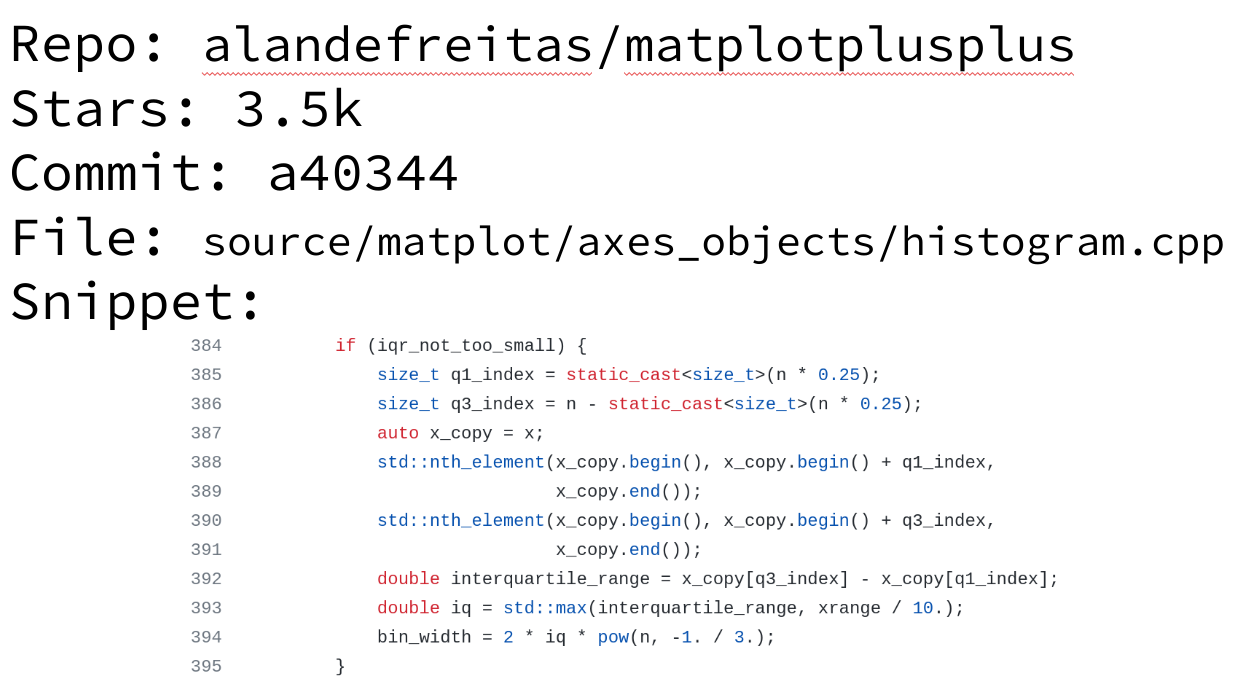 Repo: alandefreitas/matplotplusplus
Stars: 3.5k
Commit: a40344
File: source/matplot/axes_objects/histogram.cpp
Snippet:
384 if (iqr_not_too_small) {
385 size_t q1_index = static_cast<size_t>(n * 0.25);
386 size_t q3_index = n - static_cast<size_t>(n * 0.25);
387 auto x_copy = x;
388 std::nth_element(x_copy.begin(), x_copy.begin() + q1_index,
389 x_copy.end());
390 std::nth_element(x_copy.begin(), x_copy.begin() + q3_index,
391 x_copy.end());
392 double interquartile_range = x_copy[q3_index] - x_copy[q1_index];
393 double iq = std::max(interquartile_range, xrange / 10.);
394 bin_width = 2 * iq * pow(n, -1. / 3.);
395 }